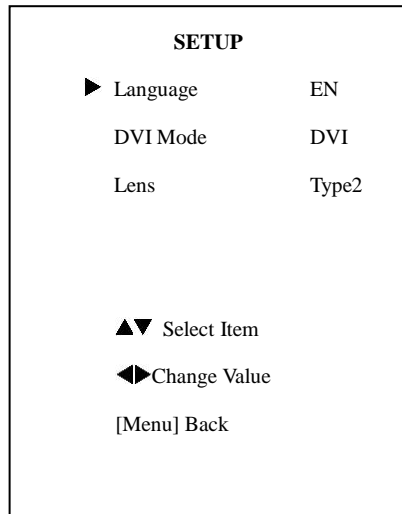 SETUP
▶ Language EN
DVI Mode DVI
Lens Type2
▲▼ Select Item
◀▶Change Value
[Menu] Back